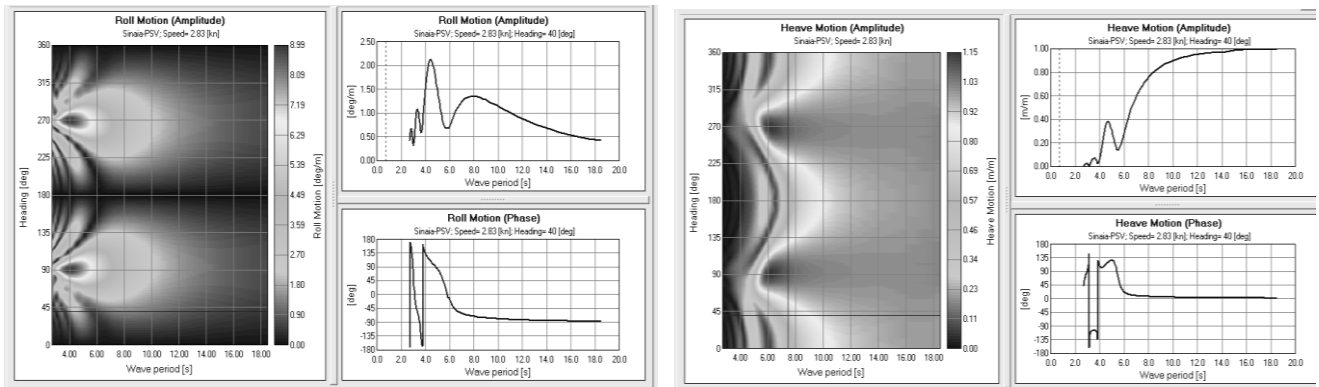 Roll Motion (Amplitude)
Sinaia-PSV; Speed= 2.83 [kn]
360
315
270
225
180
135
90
45
0
Heading [deg]
4.00 6.00 8.00 10.00 12.00 14.00 16.00 18.00
Wave period [s]
8.99
8.09
7.19
6.29
5.39
4.49
3.60
2.70
1.80
0.90
0.00
Roll Motion [deg/m]
Roll Motion (Amplitude)
Sinaia-PSV; Speed= 2.83 [kn]; Heading= 40 [deg]
2.50
2.00
1.50
1.00
0.50
0.00
[deg/m]
0.0 2.0 4.0 6.0 8.0 10.0 12.0 14.0 16.0 18.0 20.0
Wave period [s]
Roll Motion (Phase)
Sinaia-PSV; Speed= 2.83 [kn]; Heading= 40 [deg]
180
135
90
45
0
-45
-90
-135
-180
[deg]
0.0 2.0 4.0 6.0 8.0 10.0 12.0 14.0 16.0 18.0 20.0
Wave period [s]
Heave Motion (Amplitude)
Sinaia-PSV; Speed= 2.83 [kn]
360
315
270
225
180
135
90
45
0
Heading [deg]
4.00 6.00 8.00 10.00 12.00 14.00 16.00 18.00
Wave period [s]
1.15
1.03
0.92
0.80
0.69
0.57
0.46
0.34
0.23
0.11
0.00
Heave Motion [m/m]
Heave Motion (Amplitude)
Sinaia-PSV; Speed= 2.83 [kn]; Heading= 40 [deg]
1.00
0.80
0.60
0.40
0.20
0.00
[m/m]
0.0 2.0 4.0 6.0 8.0 10.0 12.0 14.0 16.0 18.0 20.0
Wave period [s]
Heave Motion (Phase)
Sinaia-PSV; Speed= 2.83 [kn]; Heading= 40 [deg]
180
135
90
45
0
-45
-90
-135
-180
[deg]
0.0 2.0 4.0 6.0 8.0 10.0 12.0 14.0 16.0 18.0 20.0
Wave period [s]